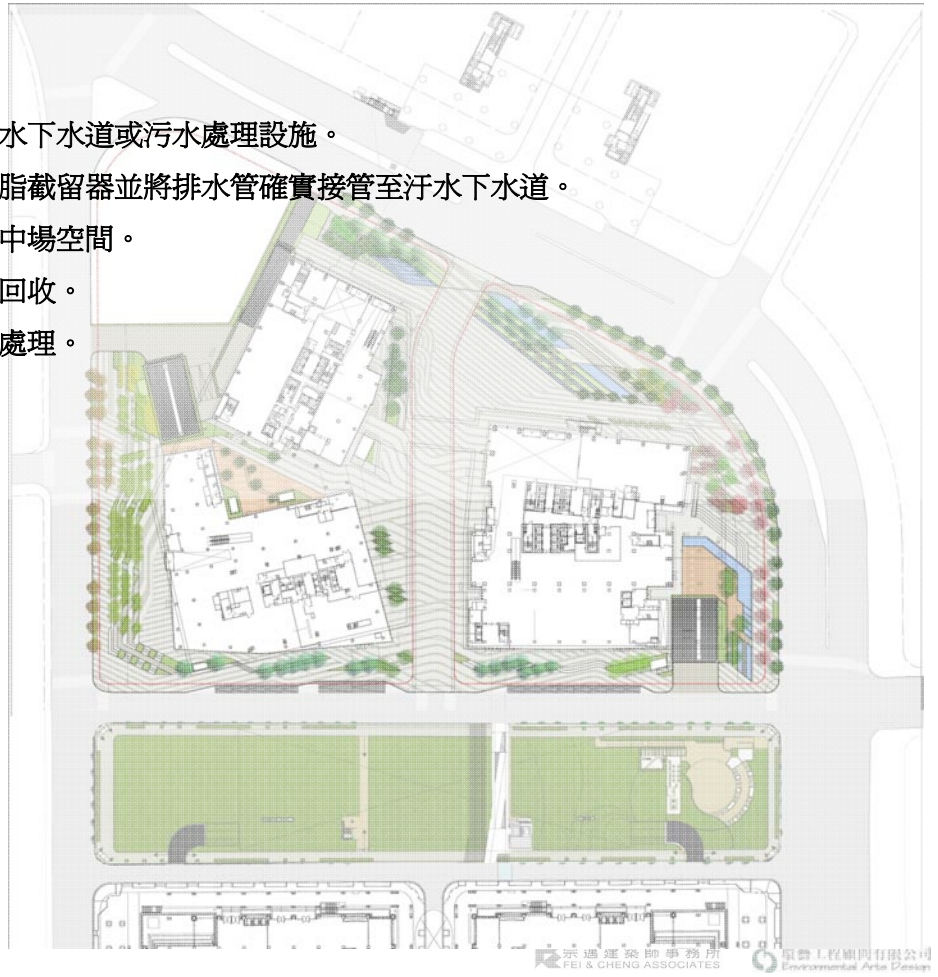 水下水道或污水處理設施。
脂截留器並將排水管確實接管至汙水下水道
中場空間。
回收。
處理。
宗邁建築師事務所
FEI & CHENG ASSOCIATES
環藝工程顧問有限公司
Environmental Arts Design